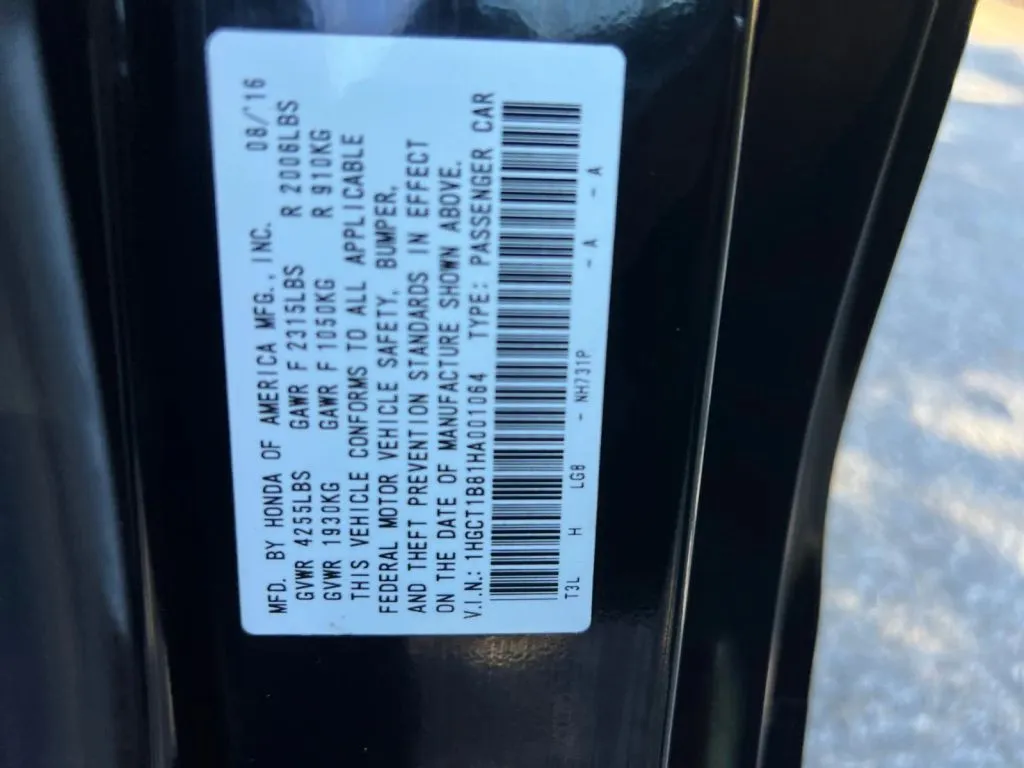 MFD. BY HONDA OF AMERICA MFG., INC. 08/'16
GVWR 4255LBS GAWR F 2315LBS R 2006LBS
GVWR 1930KG GAWR F 1050KG R 910KG
THIS VEHICLE CONFORMS TO ALL APPLICABLE
FEDERAL MOTOR VEHICLE SAFETY, BUMPER,
AND THEFT PREVENTION STANDARDS IN EFFECT
ON THE DATE OF MANUFACTURE SHOWN ABOVE.
V.I.N.: 1HGCT1B81HA001064 TYPE: PASSENGER CAR
T3L H LGB - NH731P - A - A